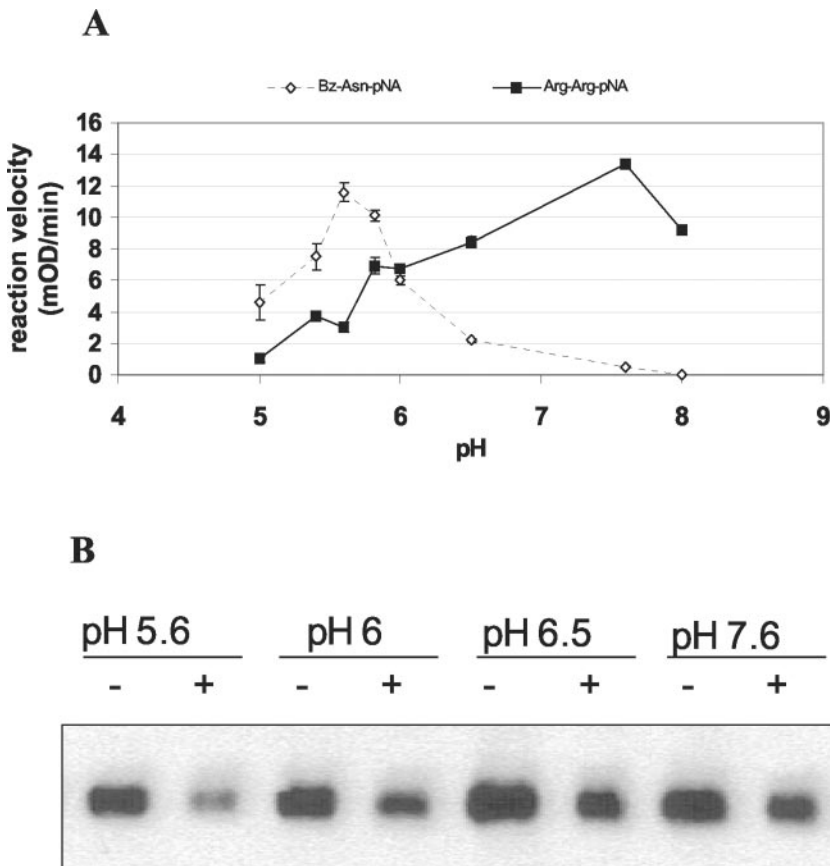 A
Bz-Asn-pNA Arg-Arg-pNA
16
14
12
10
8
6
4
2
0
reaction velocity
(mOD/min)
4 5 6 7 8 9
pH
B
pH 5.6 pH 6 pH 6.5 pH 7.6
- + - + - + - +